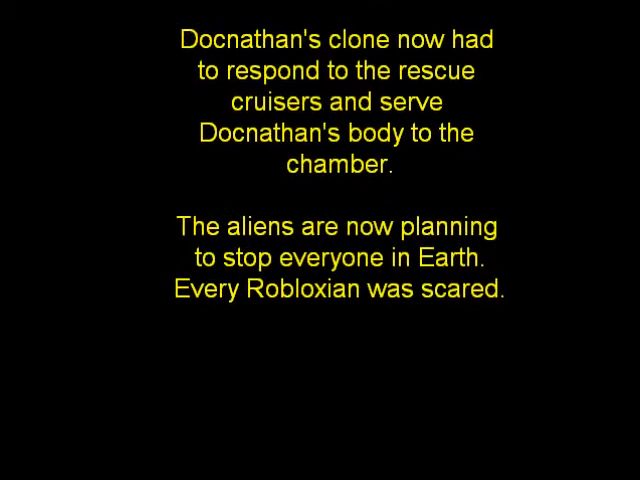 Docnathan's clone now had
to respond to the rescue
cruisers and serve
Docnathan's body to the
chamber.
The aliens are now planning
to stop everyone in Earth.
Every Robloxian was scared.